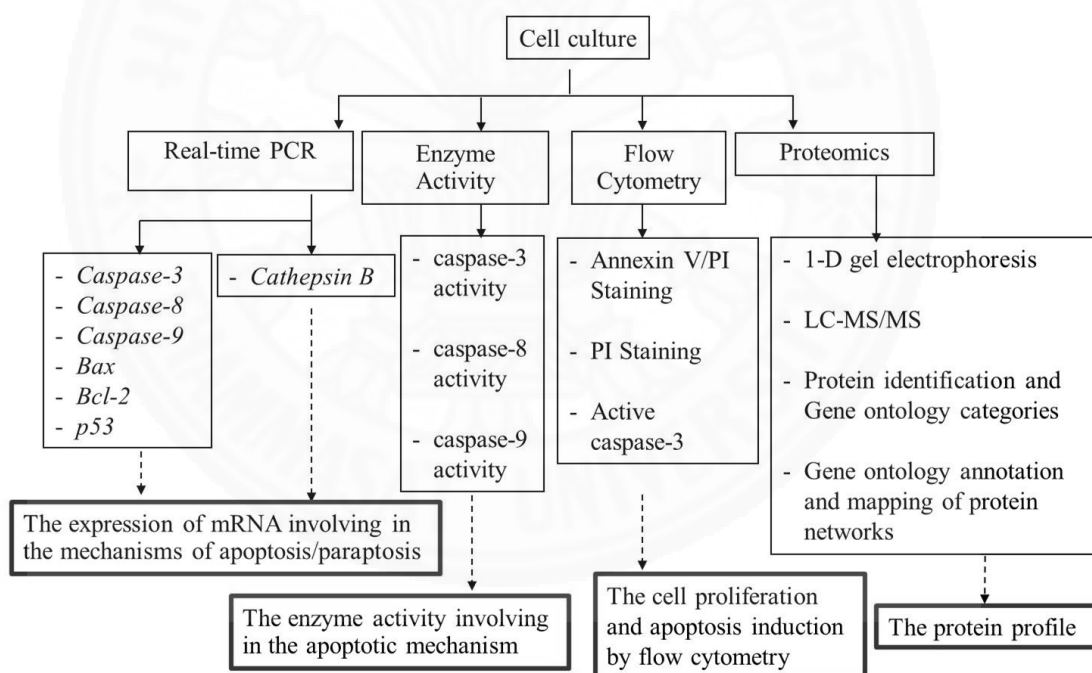 Cell culture
Real-time PCR
Enzyme
Activity
Flow
Cytometry
Proteomics
- Caspase-3
- Caspase-8
- Caspase-9
- Bax
- Bcl-2
- p53
- Cathepsin B
- caspase-3
activity
- caspase-8
activity
- caspase-9
activity
- Annexin V/PI
Staining
- PI Staining
- Active
caspase-3
- 1-D gel electrophoresis
- LC-MS/MS
- Protein identification and
Gene ontology categories
- Gene ontology annotation
and mapping of protein
networks
The expression of mRNA involving in
the mechanisms of apoptosis/paraptosis
The enzyme activity involving
in the apoptotic mechanism
The cell proliferation
and apoptosis induction
by flow cytometry
The protein profile